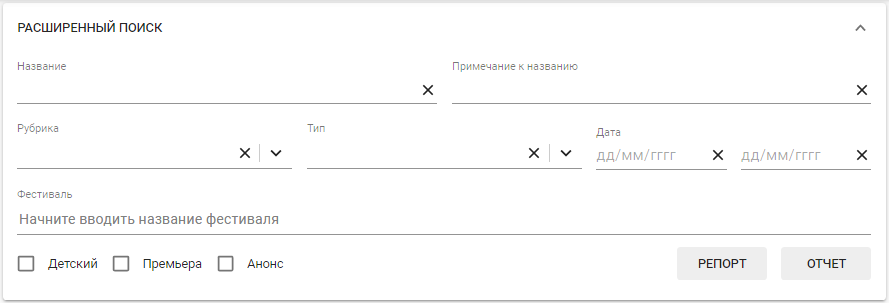 РАСШИРЕННЫЙ ПОИСК
Название Примечание к названию
Рубрика Тип Дата
дд/мм/гггг дд/мм/гггг
Фестиваль
Начните вводить название фестиваля
Детский Премьера Анонс РЕПОРТ ОТЧЕТ